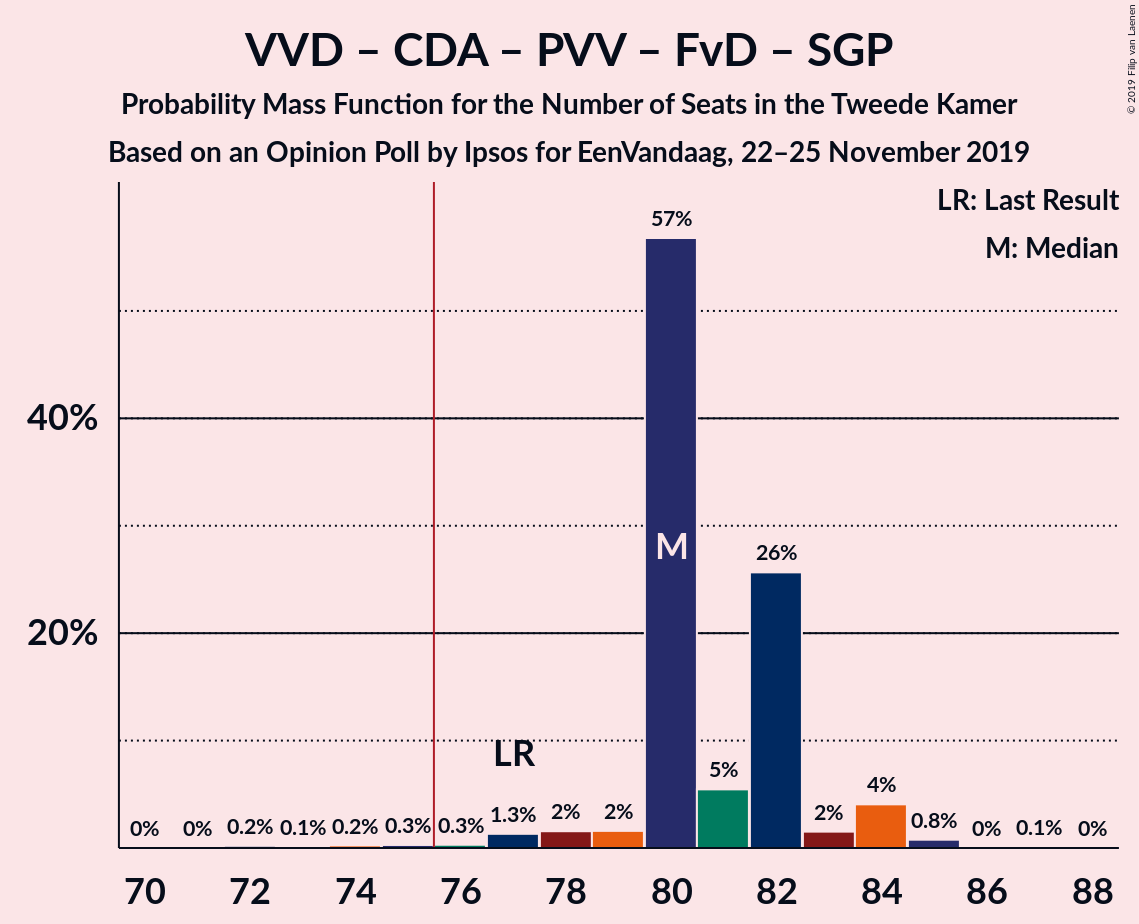 VVD – CDA – PVV – FvD – SGP
Probability Mass Function for the Number of Seats in the Tweede Kamer
Based on an Opinion Poll by Ipsos for EenVandaag, 22–25 November 2019
© 2019 Filip van Laenen
LR: Last Result
M: Median
57%
40%
M
26%
20%
LR
0% 0% 0.2% 0.1% 0.2% 0.3% 0.3% 1.3% 2% 2% 5% 2% 4% 0.8% 0% 0.1% 0%
70 72 74 76 78 80 82 84 86 88